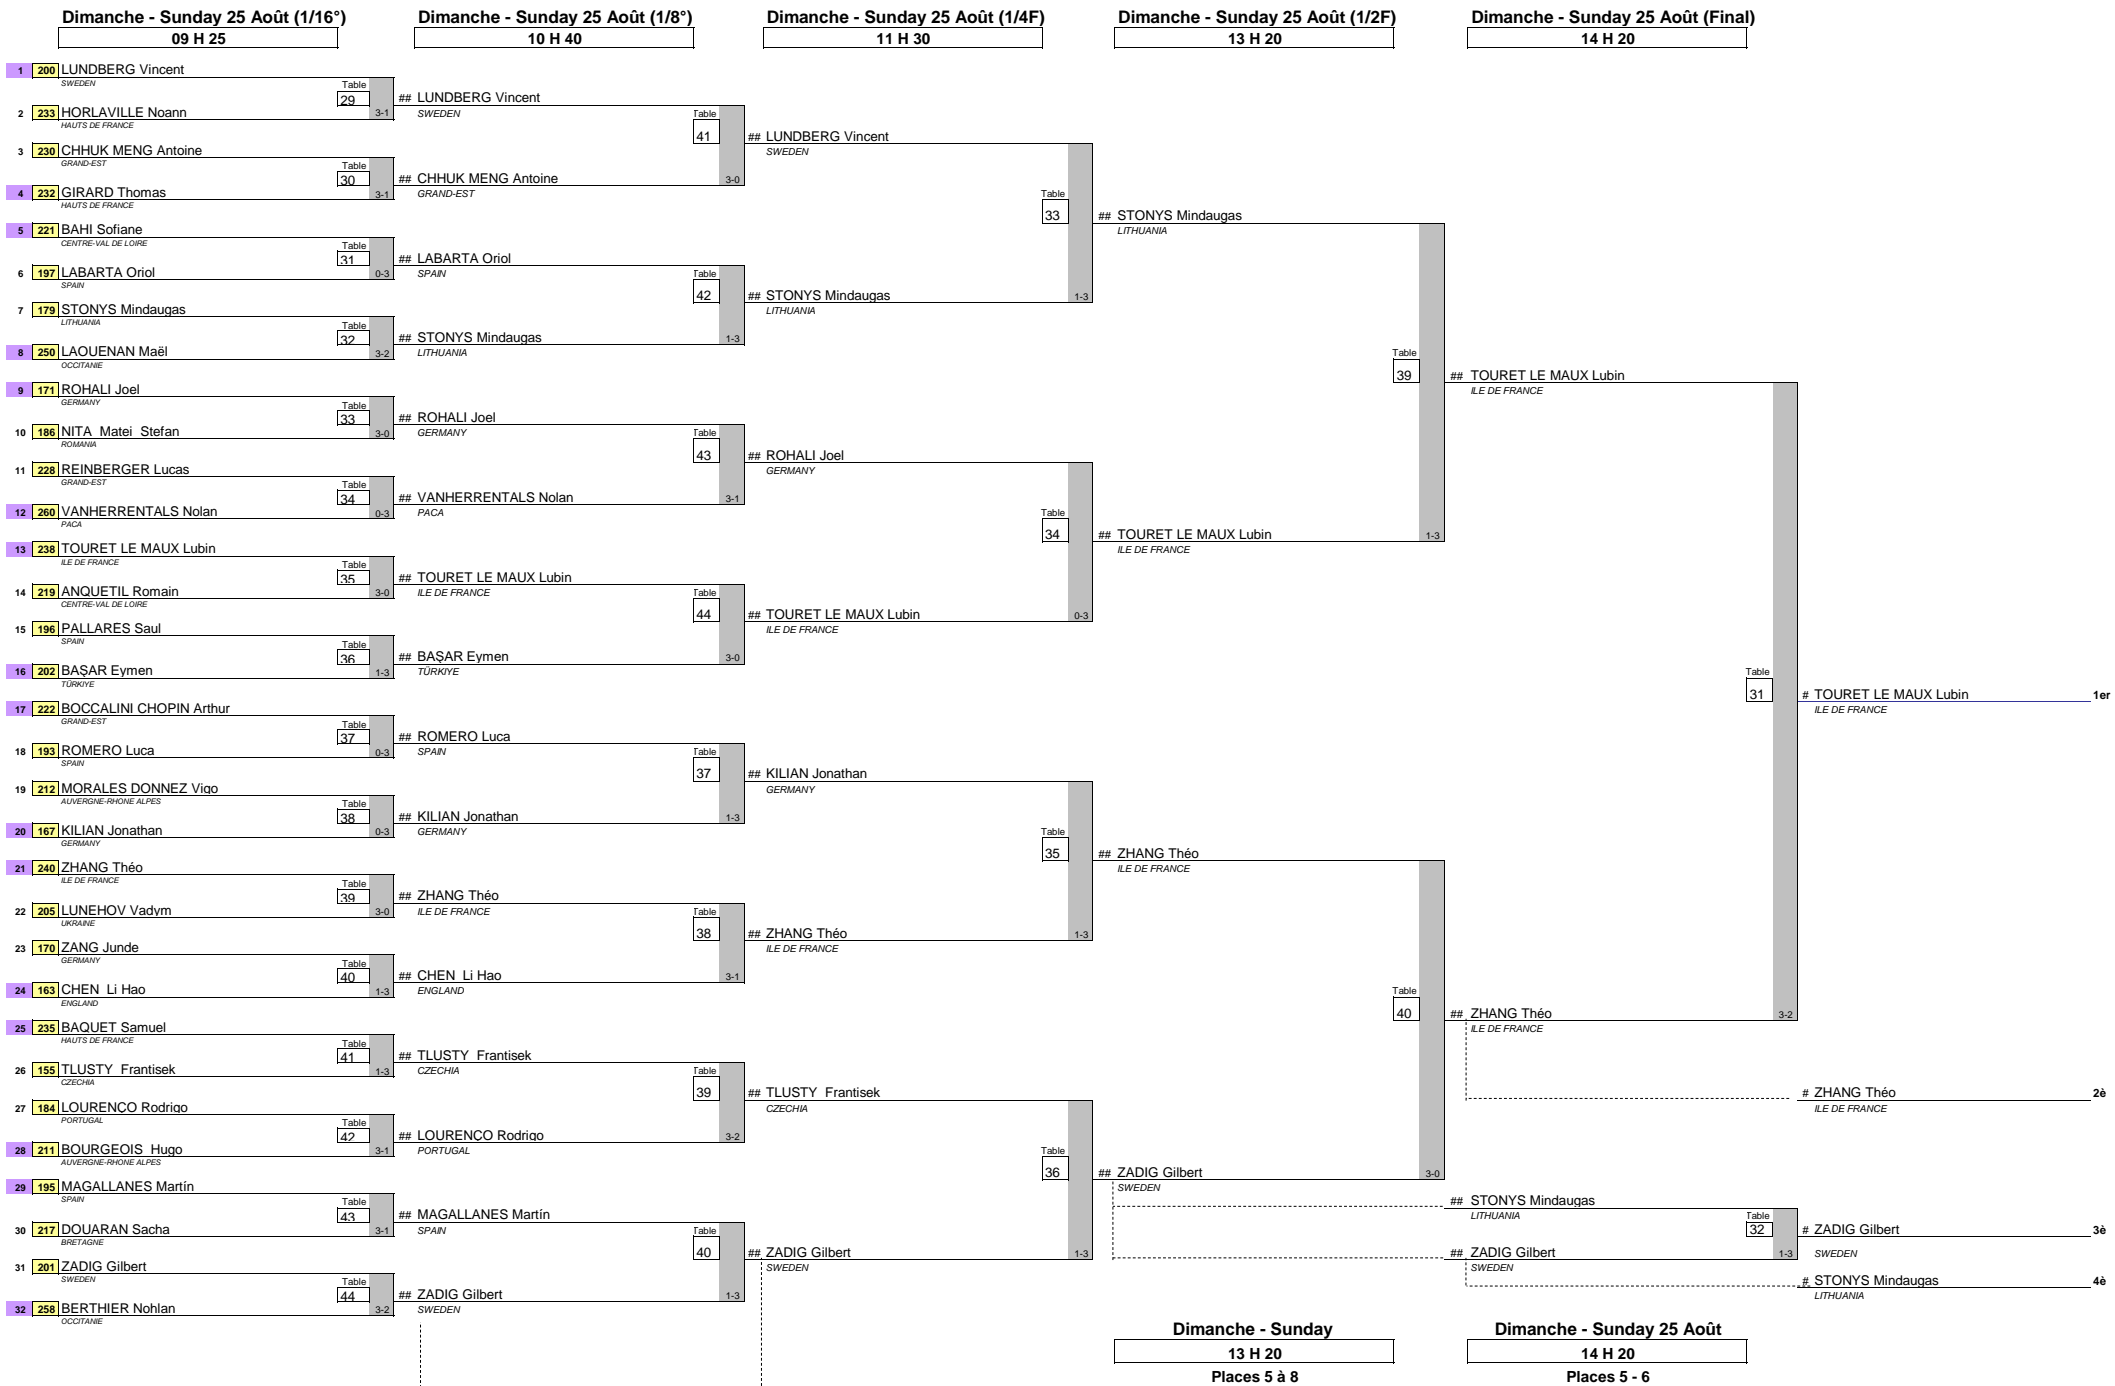 Dimanche - Sunday 25 Août (1/16°)
09 H 25
1 200 LUNDBERG Vincent
SWEDEN
Table
29
2 233 HORLAVILLE Noann 3-1
HAUTS DE FRANCE
3 230 CHHUK MENG Antoine
GRAND-EST
Table
30
4 232 GIRARD Thomas 3-1
HAUTS DE FRANCE
5 221 BAHI Sofiane
CENTRE-VAL DE LOIRE
Table
31
6 197 LABARTA Oriol 0-3
SPAIN
7 179 STONYS Mindaugas
LITHUANIA
Table
32
8 250 LAOUENAN Maël 3-2
OCCITANIE
9 171 ROHALI Joel
GERMANY
Table
33
10 186 NITA Matei Stefan 3-0
ROMANIA
11 228 REINBERGER Lucas
GRAND-EST
Table
34
12 260 VANHERRENTALS Nolan 0-3
PACA
13 238 TOURET LE MAUX Lubin
ILE DE FRANCE
Table
35
14 219 ANQUETIL Romain 3-0
CENTRE-VAL DE LOIRE
15 196 PALLARES Saul
SPAIN
Table
36
16 202 BAŞAR Eymen 1-3
TÜRKIYE
17 222 BOCCALINI CHOPIN Arthur
GRAND-EST
Table
37
18 193 ROMERO Luca 0-3
SPAIN
19 212 MORALES DONNEZ Vigo
AUVERGNE-RHONE ALPES
Table
38
20 167 KILIAN Jonathan 0-3
GERMANY
21 240 ZHANG Théo
ILE DE FRANCE
Table
39
22 205 LUNEHOV Vadym 3-0
UKRAINE
23 170 ZANG Junde
GERMANY
Table
40
24 163 CHEN Li Hao 1-3
ENGLAND
25 235 BAQUET Samuel
HAUTS DE FRANCE
Table
41
26 155 TLUSTY Frantisek 1-3
CZECHIA
27 184 LOURENÇO Rodrigo
PORTUGAL
Table
42
28 211 BOURGEOIS Hugo 3-1
AUVERGNE-RHONE ALPES
29 195 MAGALLANES Martín
SPAIN
Table
43
30 217 DOUARAN Sacha 3-1
BRETAGNE
31 201 ZADIG Gilbert
SWEDEN
Table
44
32 258 BERTHIER Nohlan 3-2
OCCITANIE
Dimanche - Sunday 25 Août (1/8°)
10 H 40
## LUNDBERG Vincent
SWEDEN
Table
41
## CHHUK MENG Antoine 3-0
GRAND-EST
## LABARTA Oriol
SPAIN
Table
42
## STONYS Mindaugas 1-3
LITHUANIA
## ROHALI Joel
GERMANY
Table
43
## VANHERRENTALS Nolan 3-1
PACA
## TOURET LE MAUX Lubin
ILE DE FRANCE
Table
44
## BAŞAR Eymen 3-0
TÜRKIYE
## ROMERO Luca
SPAIN
Table
37
## KILIAN Jonathan 1-3
GERMANY
## ZHANG Théo
ILE DE FRANCE
Table
38
## CHEN Li Hao 3-1
ENGLAND
## TLUSTY Frantisek
CZECHIA
Table
39
## LOURENÇO Rodrigo 3-2
PORTUGAL
## MAGALLANES Martín
SPAIN
Table
40
## ZADIG Gilbert 1-3
SWEDEN
Dimanche - Sunday 25 Août (1/4F)
11 H 30
## LUNDBERG Vincent
SWEDEN
Table
33
## STONYS Mindaugas 1-3
LITHUANIA
## ROHALI Joel
GERMANY
Table
34
## TOURET LE MAUX Lubin 0-3
ILE DE FRANCE
## KILIAN Jonathan
GERMANY
Table
35
## ZHANG Théo 1-3
ILE DE FRANCE
## TLUSTY Frantisek
CZECHIA
Table
36
## ZADIG Gilbert 1-3
SWEDEN
Dimanche - Sunday 25 Août (1/2F)
13 H 20
## STONYS Mindaugas
LITHUANIA
Table
39
## TOURET LE MAUX Lubin 1-3
ILE DE FRANCE
## ZHANG Théo
ILE DE FRANCE
Table
40
## ZADIG Gilbert 3-0
SWEDEN
Dimanche - Sunday
13 H 20
Places 5 à 8
Dimanche - Sunday 25 Août (Final)
14 H 20
## TOURET LE MAUX Lubin
ILE DE FRANCE
Table
31
# TOURET LE MAUX Lubin 1er
ILE DE FRANCE
## ZHANG Théo 3-2
ILE DE FRANCE
# ZHANG Théo 2è
ILE DE FRANCE
## STONYS Mindaugas
LITHUANIA
Table
32
# ZADIG Gilbert 3è
SWEDEN
## ZADIG Gilbert 1-3
SWEDEN
# STONYS Mindaugas 4è
LITHUANIA
Dimanche - Sunday 25 Août
14 H 20
Places 5 - 6